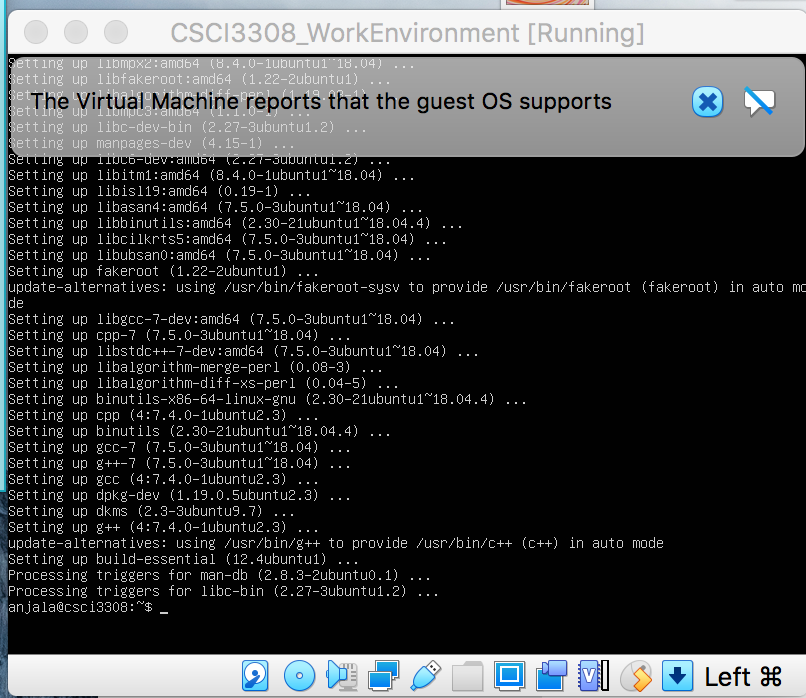 CSCI3308_WorkEnvironment [Running]
Setting up libmpx2:amd64 (8.4.0-1ubuntu1~18.04) ...
Setting up libfakeroot:amd64 (1.22-2ubuntu1) ...
Setting up libalgorithm-diff-perl (1.19.03-1) ...
The Virtual Machine reports that the guest OS supports
Setting up libmpc3:amd64 (1.1.0-1) ...
Setting up libc-dev-bin (2.27-3ubuntu1.2) ...
Setting up manpages-dev (4.15-1) ...
Setting up libc6-dev:amd64 (2.27-3ubuntu1.2) ...
Setting up libitm1:amd64 (8.4.0-1ubuntu1~18.04) ...
Setting up libisl19:amd64 (0.19-1) ...
Setting up libasan4:amd64 (7.5.0-3ubuntu1~18.04) ...
Setting up libbinutils:amd64 (2.30-21ubuntu1~18.04.4) ...
Setting up libcilkrts5:amd64 (7.5.0-3ubuntu1~18.04) ...
Setting up libubsan0:amd64 (7.5.0-3ubuntu1~18.04) ...
Setting up fakeroot (1.22-2ubuntu1) ...
update-alternatives: using /usr/bin/fakeroot-sysv to provide /usr/bin/fakeroot (fakeroot) in auto mo
de
Setting up libgcc-7-dev:amd64 (7.5.0-3ubuntu1~18.04) ...
Setting up cpp-7 (7.5.0-3ubuntu1~18.04) ...
Setting up libstdc++-7-dev:amd64 (7.5.0-3ubuntu1~18.04) ...
Setting up libalgorithm-merge-perl (0.08-3) ...
Setting up libalgorithm-diff-xs-perl (0.04-5) ...
Setting up binutils-x86-64-linux-gnu (2.30-21ubuntu1~18.04.4) ...
Setting up cpp (4:7.4.0-1ubuntu2.3) ...
Setting up binutils (2.30-21ubuntu1~18.04.4) ...
Setting up gcc-7 (7.5.0-3ubuntu1~18.04) ...
Setting up g++-7 (7.5.0-3ubuntu1~18.04) ...
Setting up gcc (4:7.4.0-1ubuntu2.3) ...
Setting up dpkg-dev (1.19.0.5ubuntu2.3) ...
Setting up dkms (2.3-3ubuntu9.7) ...
Setting up g++ (4:7.4.0-1ubuntu2.3) ...
update-alternatives: using /usr/bin/g++ to provide /usr/bin/c++ (c++) in auto mode
Setting up build-essential (12.4ubuntu1) ...
Processing triggers for man-db (2.8.3-2ubuntu0.1) ...
Processing triggers for libc-bin (2.27-3ubuntu1.2) ...
anjala@csci3308:~$ _
Left ⌘